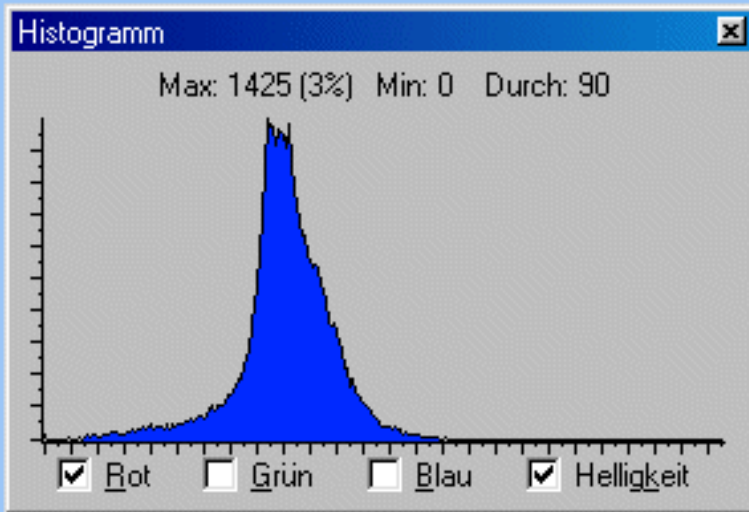 Histogramm
Max: 1425 (3%) Min: 0 Durch: 90
Rot Grün Blau Helligkeit